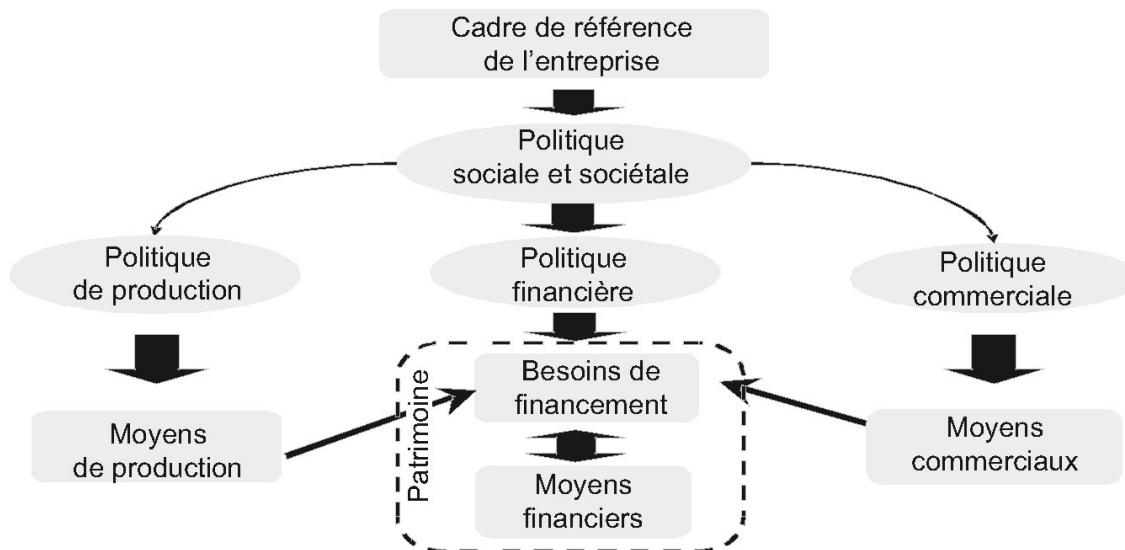 Cadre de référence
de l'entreprise
Politique
sociale et sociétale
Politique
de production
Politique
financière
Politique
commerciale
Patrimoine
Besoins de
financement
Moyens
de production
Moyens
financiers
Moyens
commerciaux